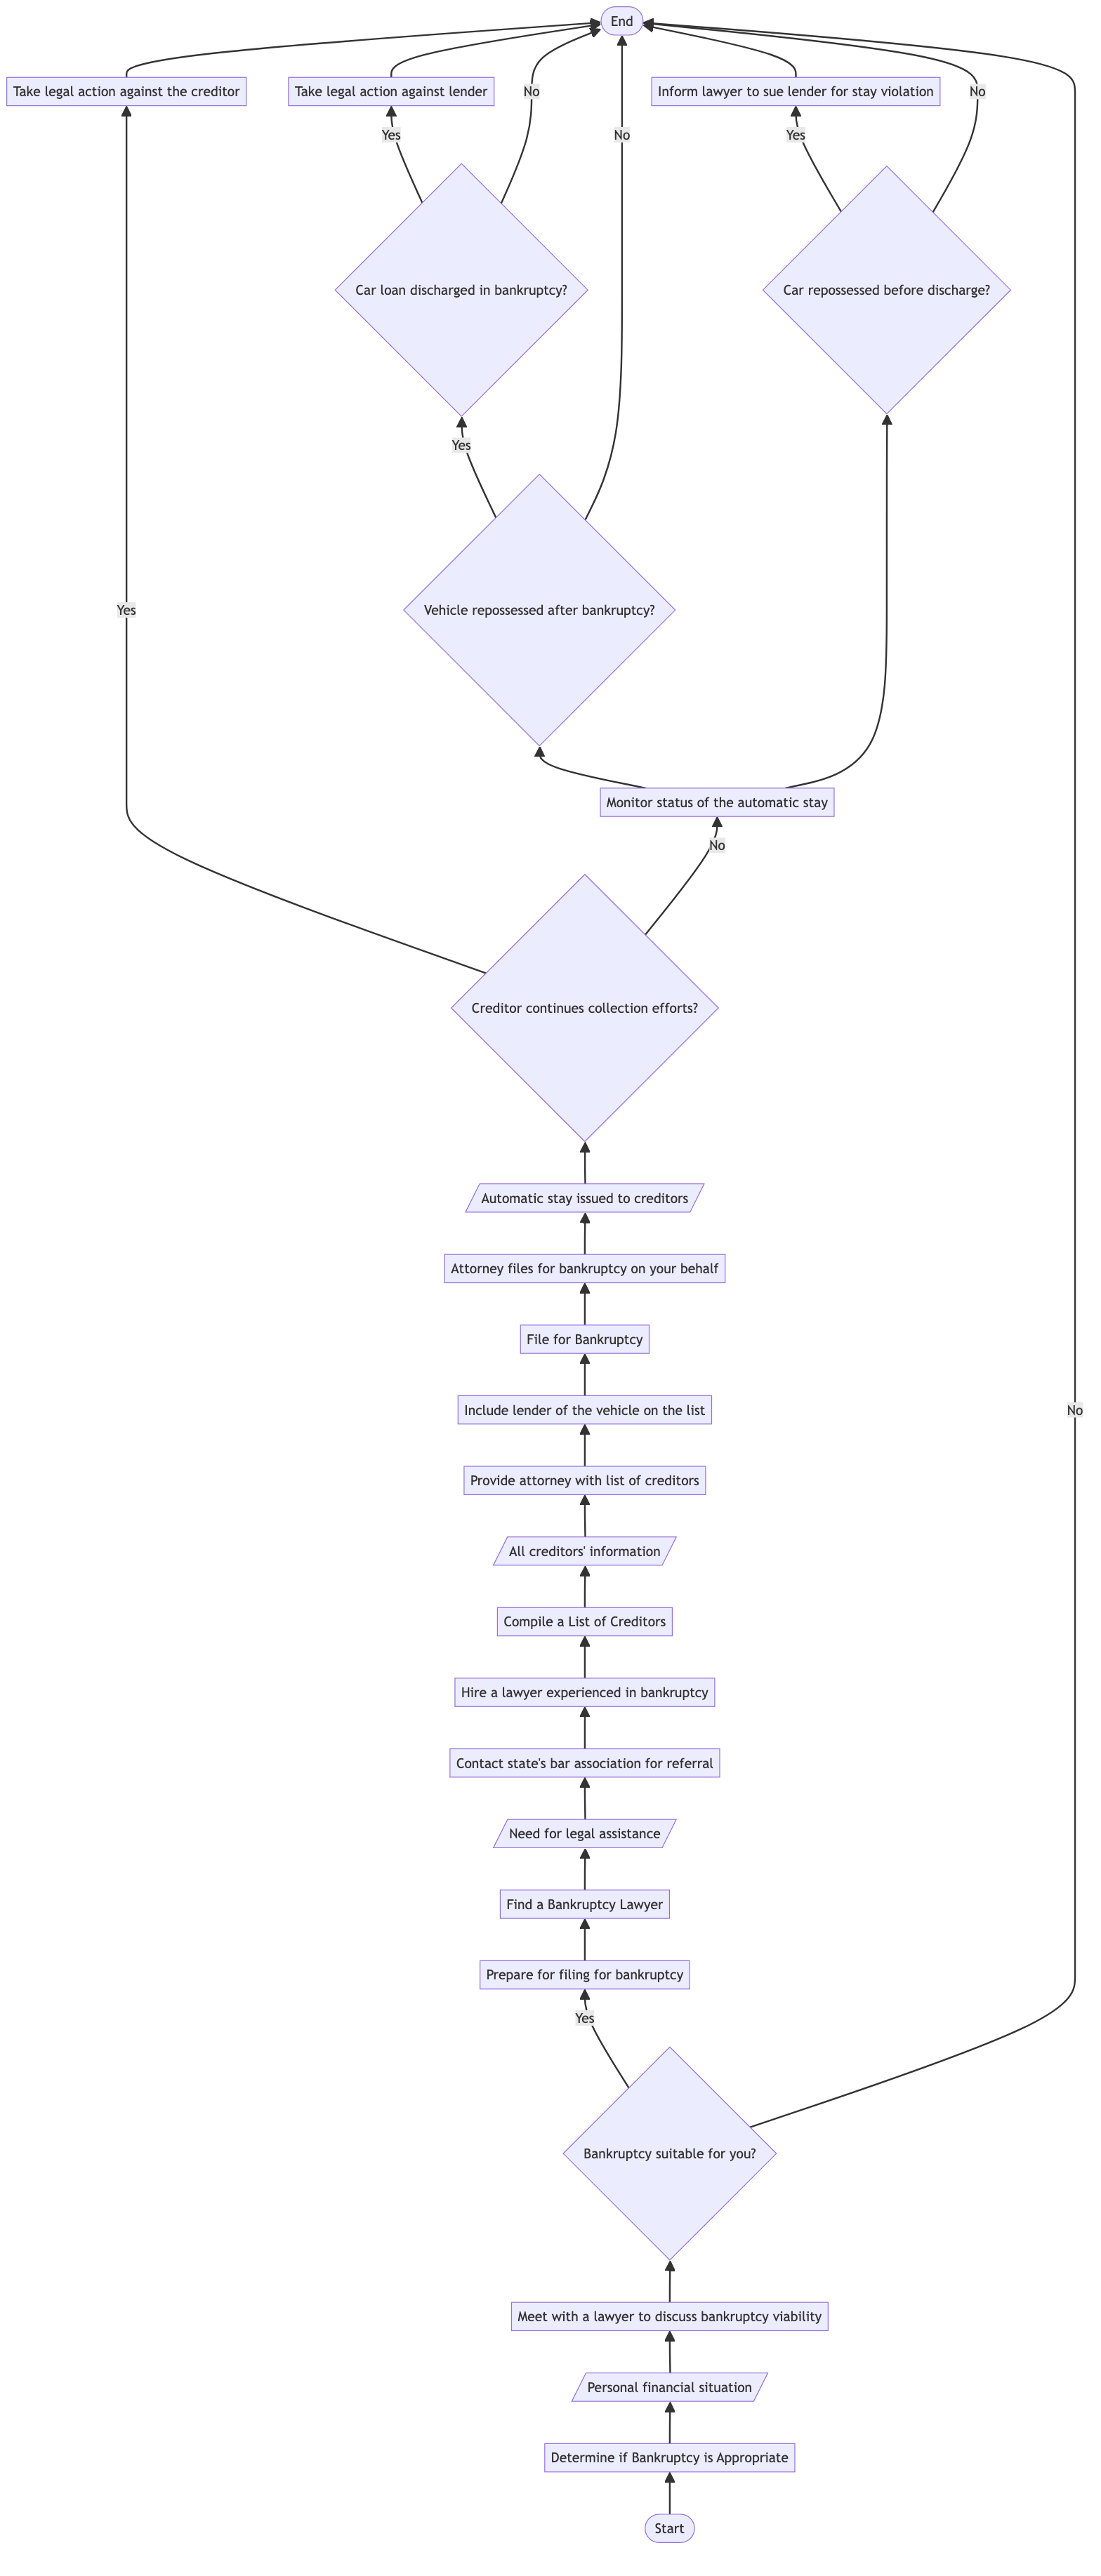 End
Take legal action against the creditor
Take legal action against lender
No
Inform lawyer to sue lender for stay violation
No
Yes
No
Yes
Car loan discharged in bankruptcy?
Car repossessed before discharge?
Yes
Yes
Vehicle repossessed after bankruptcy?
Monitor status of the automatic stay
No
Creditor continues collection efforts?
Automatic stay issued to creditors
Attorney files for bankruptcy on your behalf
File for Bankruptcy
Include lender of the vehicle on the list
No
Provide attorney with list of creditors
All creditors' information
Compile a List of Creditors
Hire a lawyer experienced in bankruptcy
Contact state's bar association for referral
Need for legal assistance
Find a Bankruptcy Lawyer
Prepare for filing for bankruptcy
Yes
Bankruptcy suitable for you?
Meet with a lawyer to discuss bankruptcy viability
Personal financial situation
Determine if Bankruptcy is Appropriate
Start